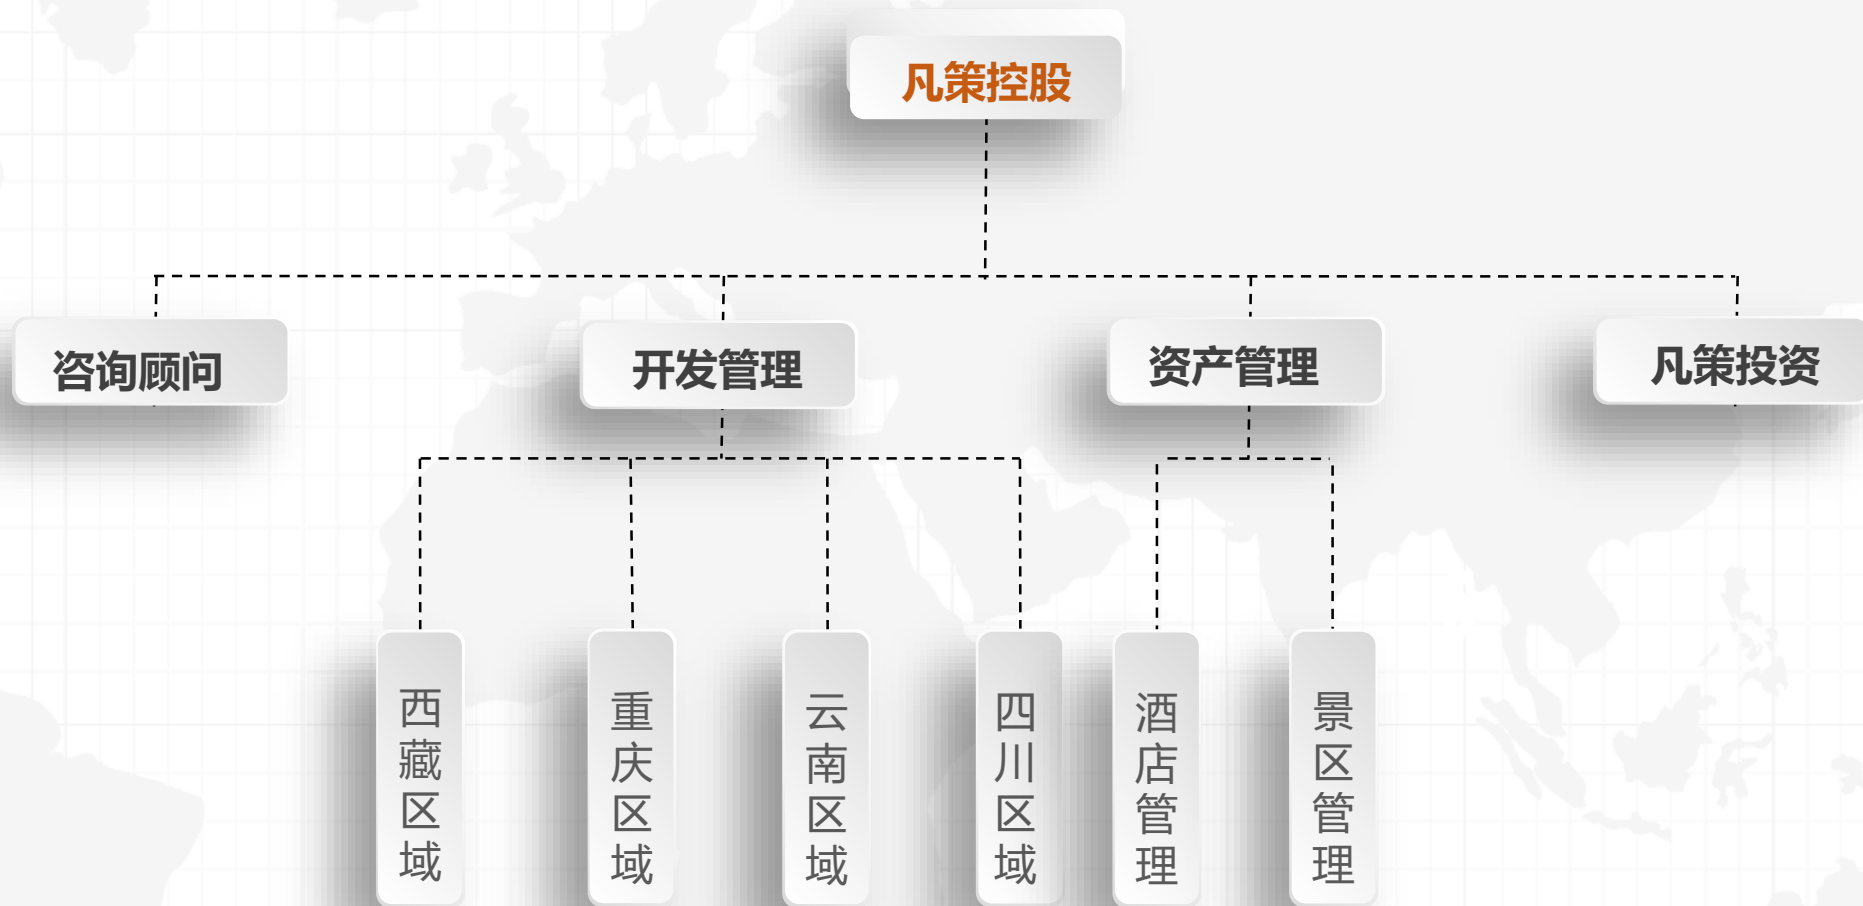 凡策控股
咨询顾问
开发管理
资产管理
凡策投资
西藏区域
重庆区域
云南区域
四川区域
酒店管理
景区管理